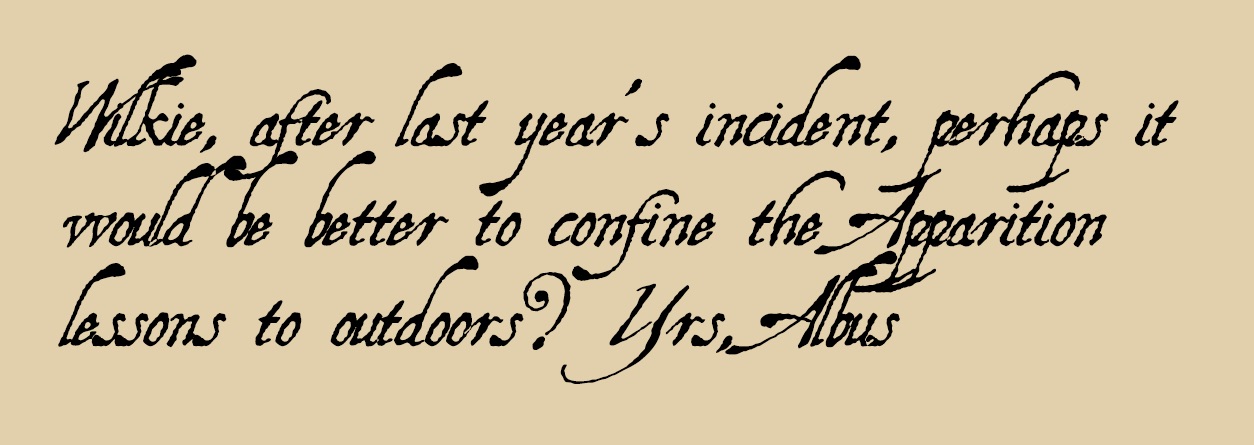 Wilkie, after last year's incident, perhaps it
would be better to confine the Apparition
lessons to outdoors? Yrs, Albus